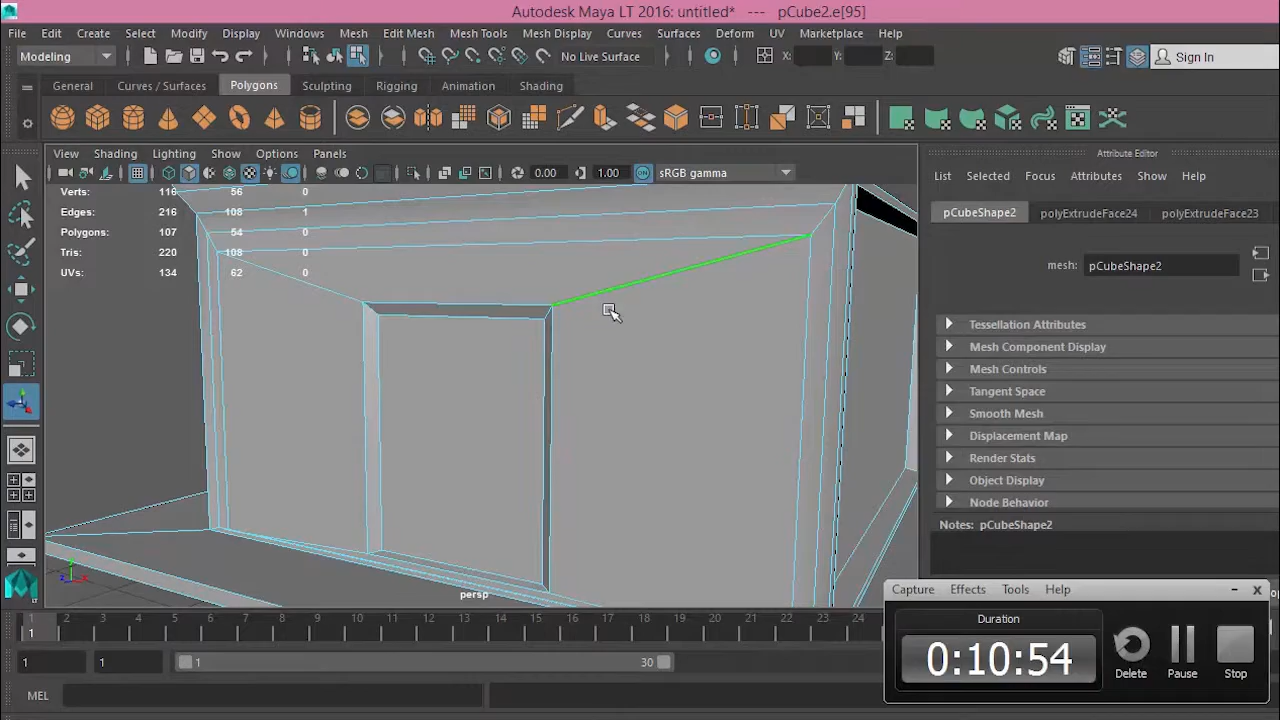 Autodesk Maya LT 2016: untitled*   ---   pCube2.e[95]
File Edit Create Select Modify Display Windows Mesh Edit Mesh Mesh Tools Mesh Display Curves Surfaces Deform UV Marketplace Help
Modeling No Live Surface X: Y: Z: Sign In
General Curves / Surfaces Polygons Sculpting Rigging Animation Shading
View Shading Lighting Show Options Panels
Attribute Editor
0.00 1.00 sRGB gamma
List Selected Focus Attributes Show Help
Verts: 116 56 0
Edges: 216 108 1
Polygons: 107 54 0
Tris: 220 108 0
UVs: 134 62 0
pCubeShape2 polyExtrudeFace24 polyExtrudeFace23
mesh: pCubeShape2
Tessellation Attributes
Mesh Component Display
Mesh Controls
Tangent Space
Smooth Mesh
Displacement Map
Render Stats
Object Display
Node Behavior
Notes: pCubeShape2
persp
z x
LT
1 2 3 4 5 6 7 8 9 10 11 12 13 14 15 16 17 18 19 20 21 22 23 24
1
1 1 1 30
MEL
Capture Effects Tools Help
Duration
0:10:54
Delete Pause Stop